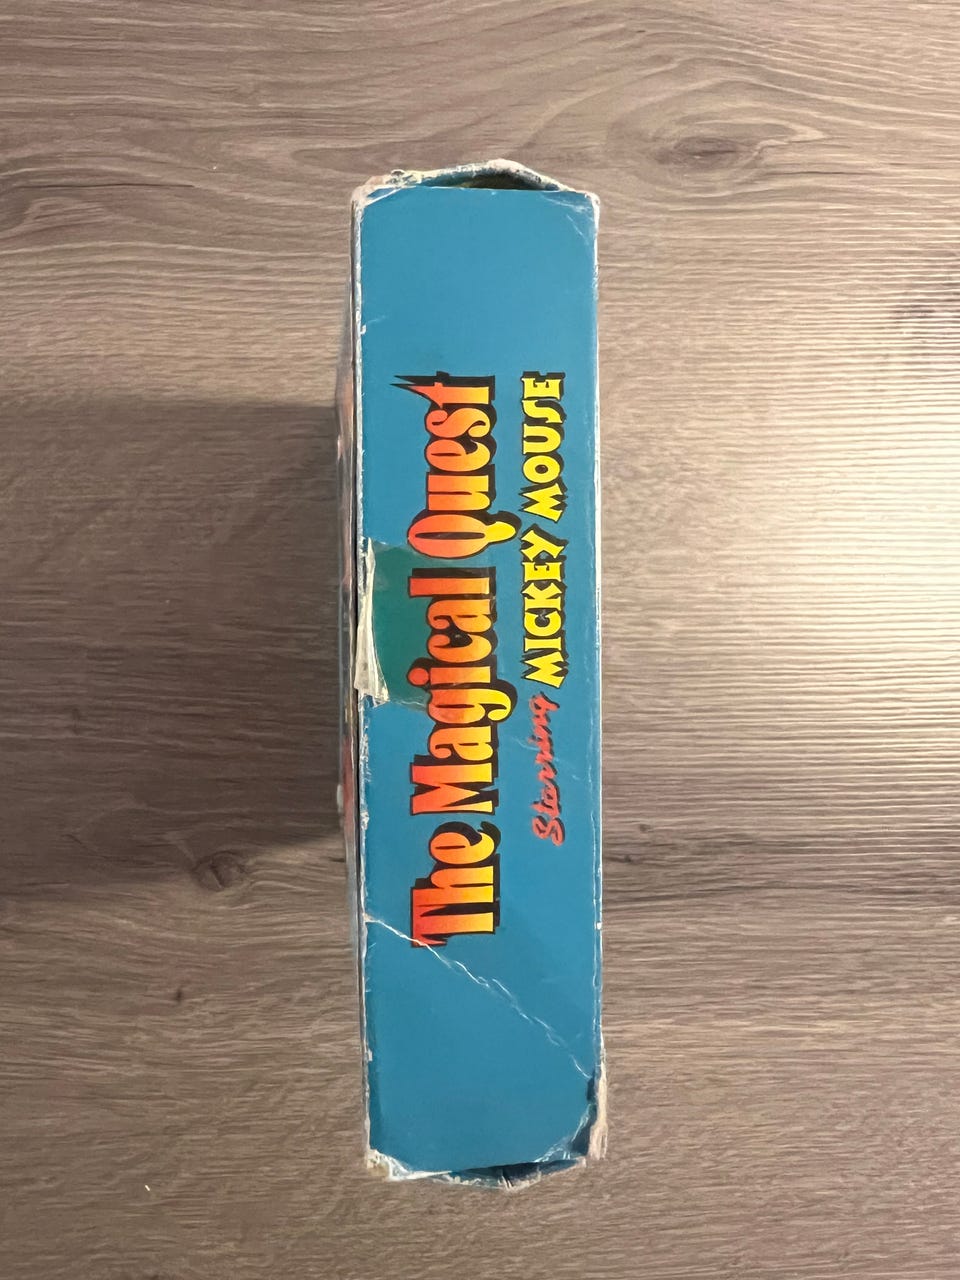 The Magical Quest
Starring MICKEY MOUSE